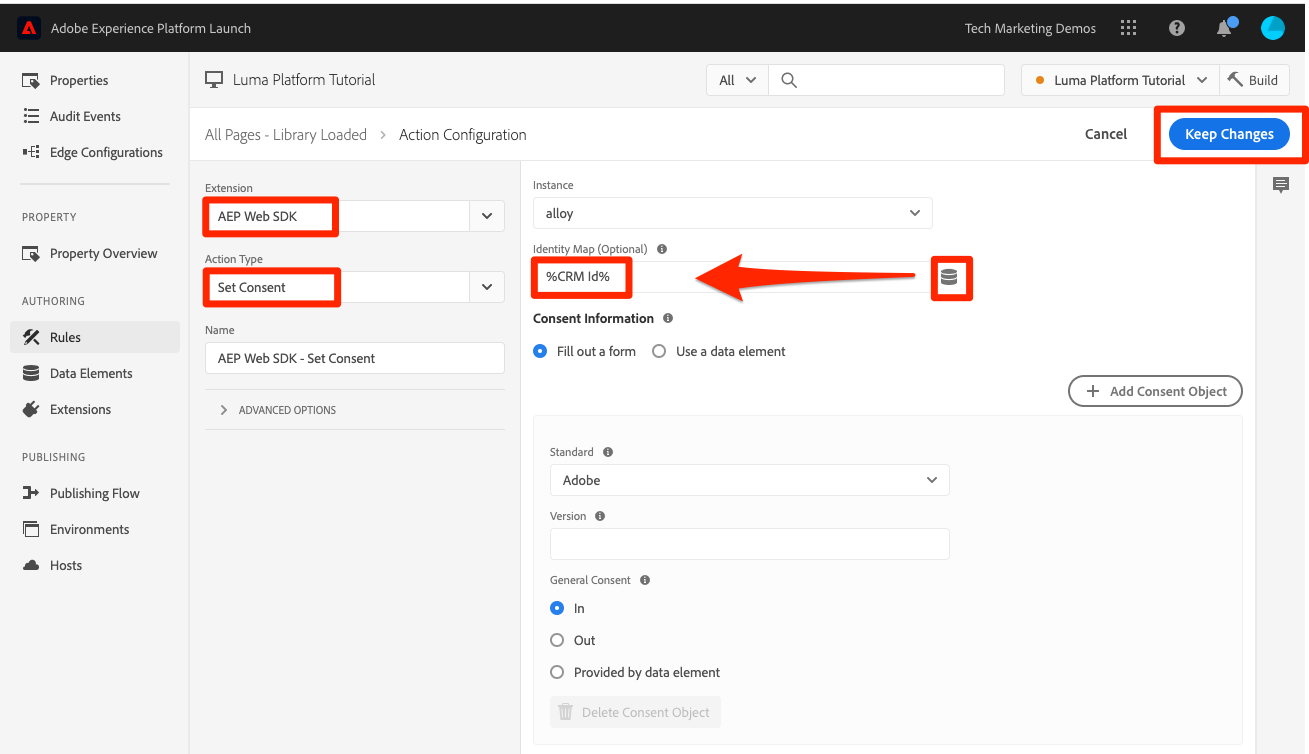 Adobe Experience Platform Launch
Tech Marketing Demos
Properties
Audit Events
Edge Configurations
PROPERTY
Property Overview
AUTHORING
Rules
Data Elements
Extensions
PUBLISHING
Publishing Flow
Environments
Hosts
Luma Platform Tutorial
All
Luma Platform Tutorial
Build
All Pages - Library Loaded > Action Configuration
Cancel
Keep Changes
Extension
AEP Web SDK
Action Type
Set Consent
Name
AEP Web SDK - Set Consent
ADVANCED OPTIONS
Instance
alloy
Identity Map (Optional)
%CRM Id%
Consent Information
Fill out a form
Use a data element
Add Consent Object
Standard
Adobe
Version
General Consent
In
Out
Provided by data element
Delete Consent Object